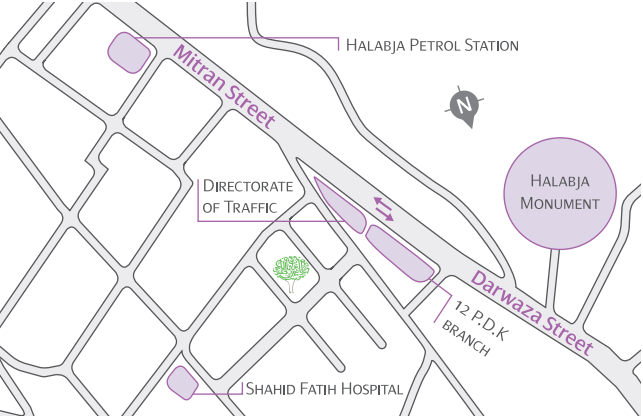 HALABJA PETROL STATION
Mitran Street
N
DIRECTORATE
OF TRAFFIC
HALABJA
MONUMENT
Darwaza Street
12 P.D.K
BRANCH
SHAHID FATIH HOSPITAL